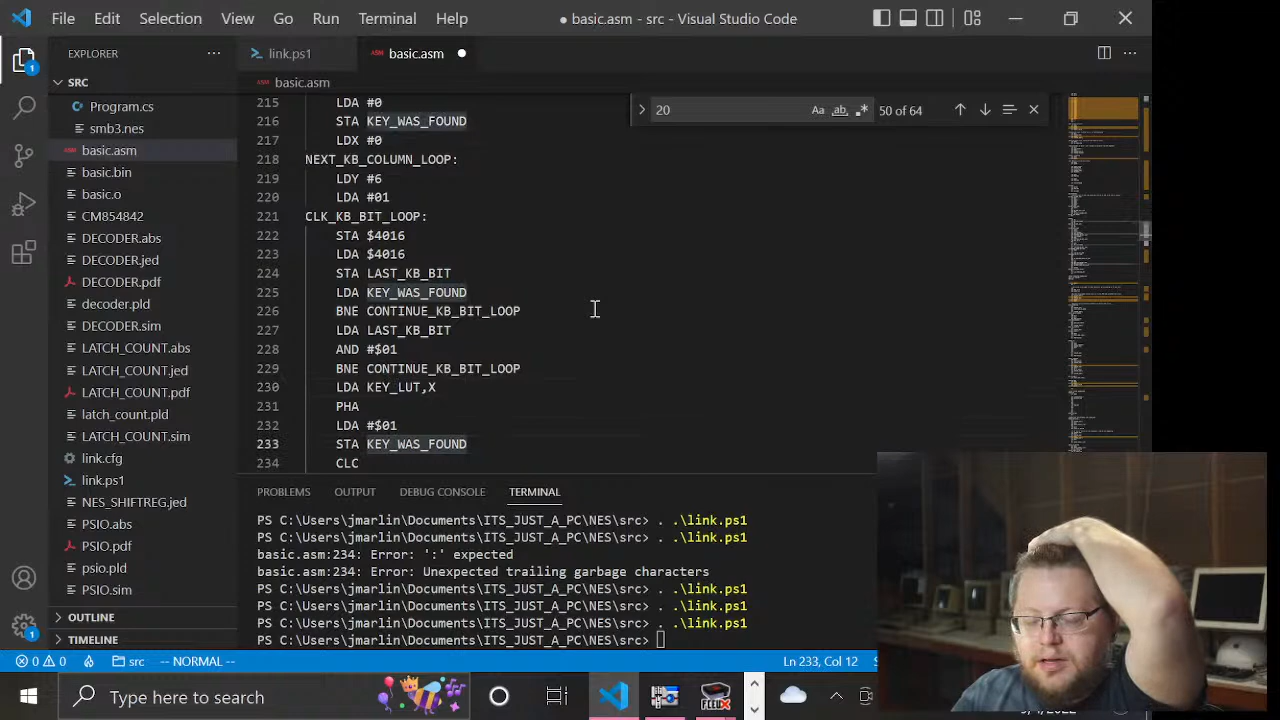 File Edit Selection View Go Run Terminal Help ● basic.asm - src - Visual Studio Code
EXPLORER ··· link.ps1 basic.asm ●
SRC basic.asm
Program.cs
smb3.nes
basic.asm
basic.bin
basic.o
CM854842
DECODER.abs
DECODER.jed
DECODER.pdf
decoder.pld
DECODER.sim
LATCH_COUNT.abs
LATCH_COUNT.jed
LATCH_COUNT.pdf
latch_count.pld
LATCH_COUNT.sim
link.cfg
link.ps1
NES_SHIFTREG.jed
PSIO.abs
PSIO.pdf
psio.pld
PSIO.sim
OUTLINE
TIMELINE
20 Aa ab .* 50 of 64
215 LDA #0
216 STA KEY_WAS_FOUND
217 LDX #0
218 NEXT_KB_COLUMN_LOOP:
219 LDY #6
220 LDA #01
221 CLK_KB_BIT_LOOP:
222 STA $4016
223 LDA $4016
224 STA LAST_KB_BIT
225 LDA KEY_WAS_FOUND
226 BNE CONTINUE_KB_BIT_LOOP
227 LDA LAST_KB_BIT
228 AND #$01
229 BNE CONTINUE_KB_BIT_LOOP
230 LDA KEY_LUT,X
231 PHA
232 LDA #$01
233 STA KEY_WAS_FOUND
234 CLC
PROBLEMS OUTPUT DEBUG CONSOLE TERMINAL
PS C:\Users\jmarlin\Documents\ITS_JUST_A_PC\NES\src> . .\link.ps1
PS C:\Users\jmarlin\Documents\ITS_JUST_A_PC\NES\src> . .\link.ps1
basic.asm:234: Error: ':' expected
basic.asm:234: Error: Unexpected trailing garbage characters
PS C:\Users\jmarlin\Documents\ITS_JUST_A_PC\NES\src> . .\link.ps1
PS C:\Users\jmarlin\Documents\ITS_JUST_A_PC\NES\src> . .\link.ps1
PS C:\Users\jmarlin\Documents\ITS_JUST_A_PC\NES\src> . .\link.ps1
PS C:\Users\jmarlin\Documents\ITS_JUST_A_PC\NES\src>
0 0 src -- NORMAL -- Ln 233, Col 12
Type here to search